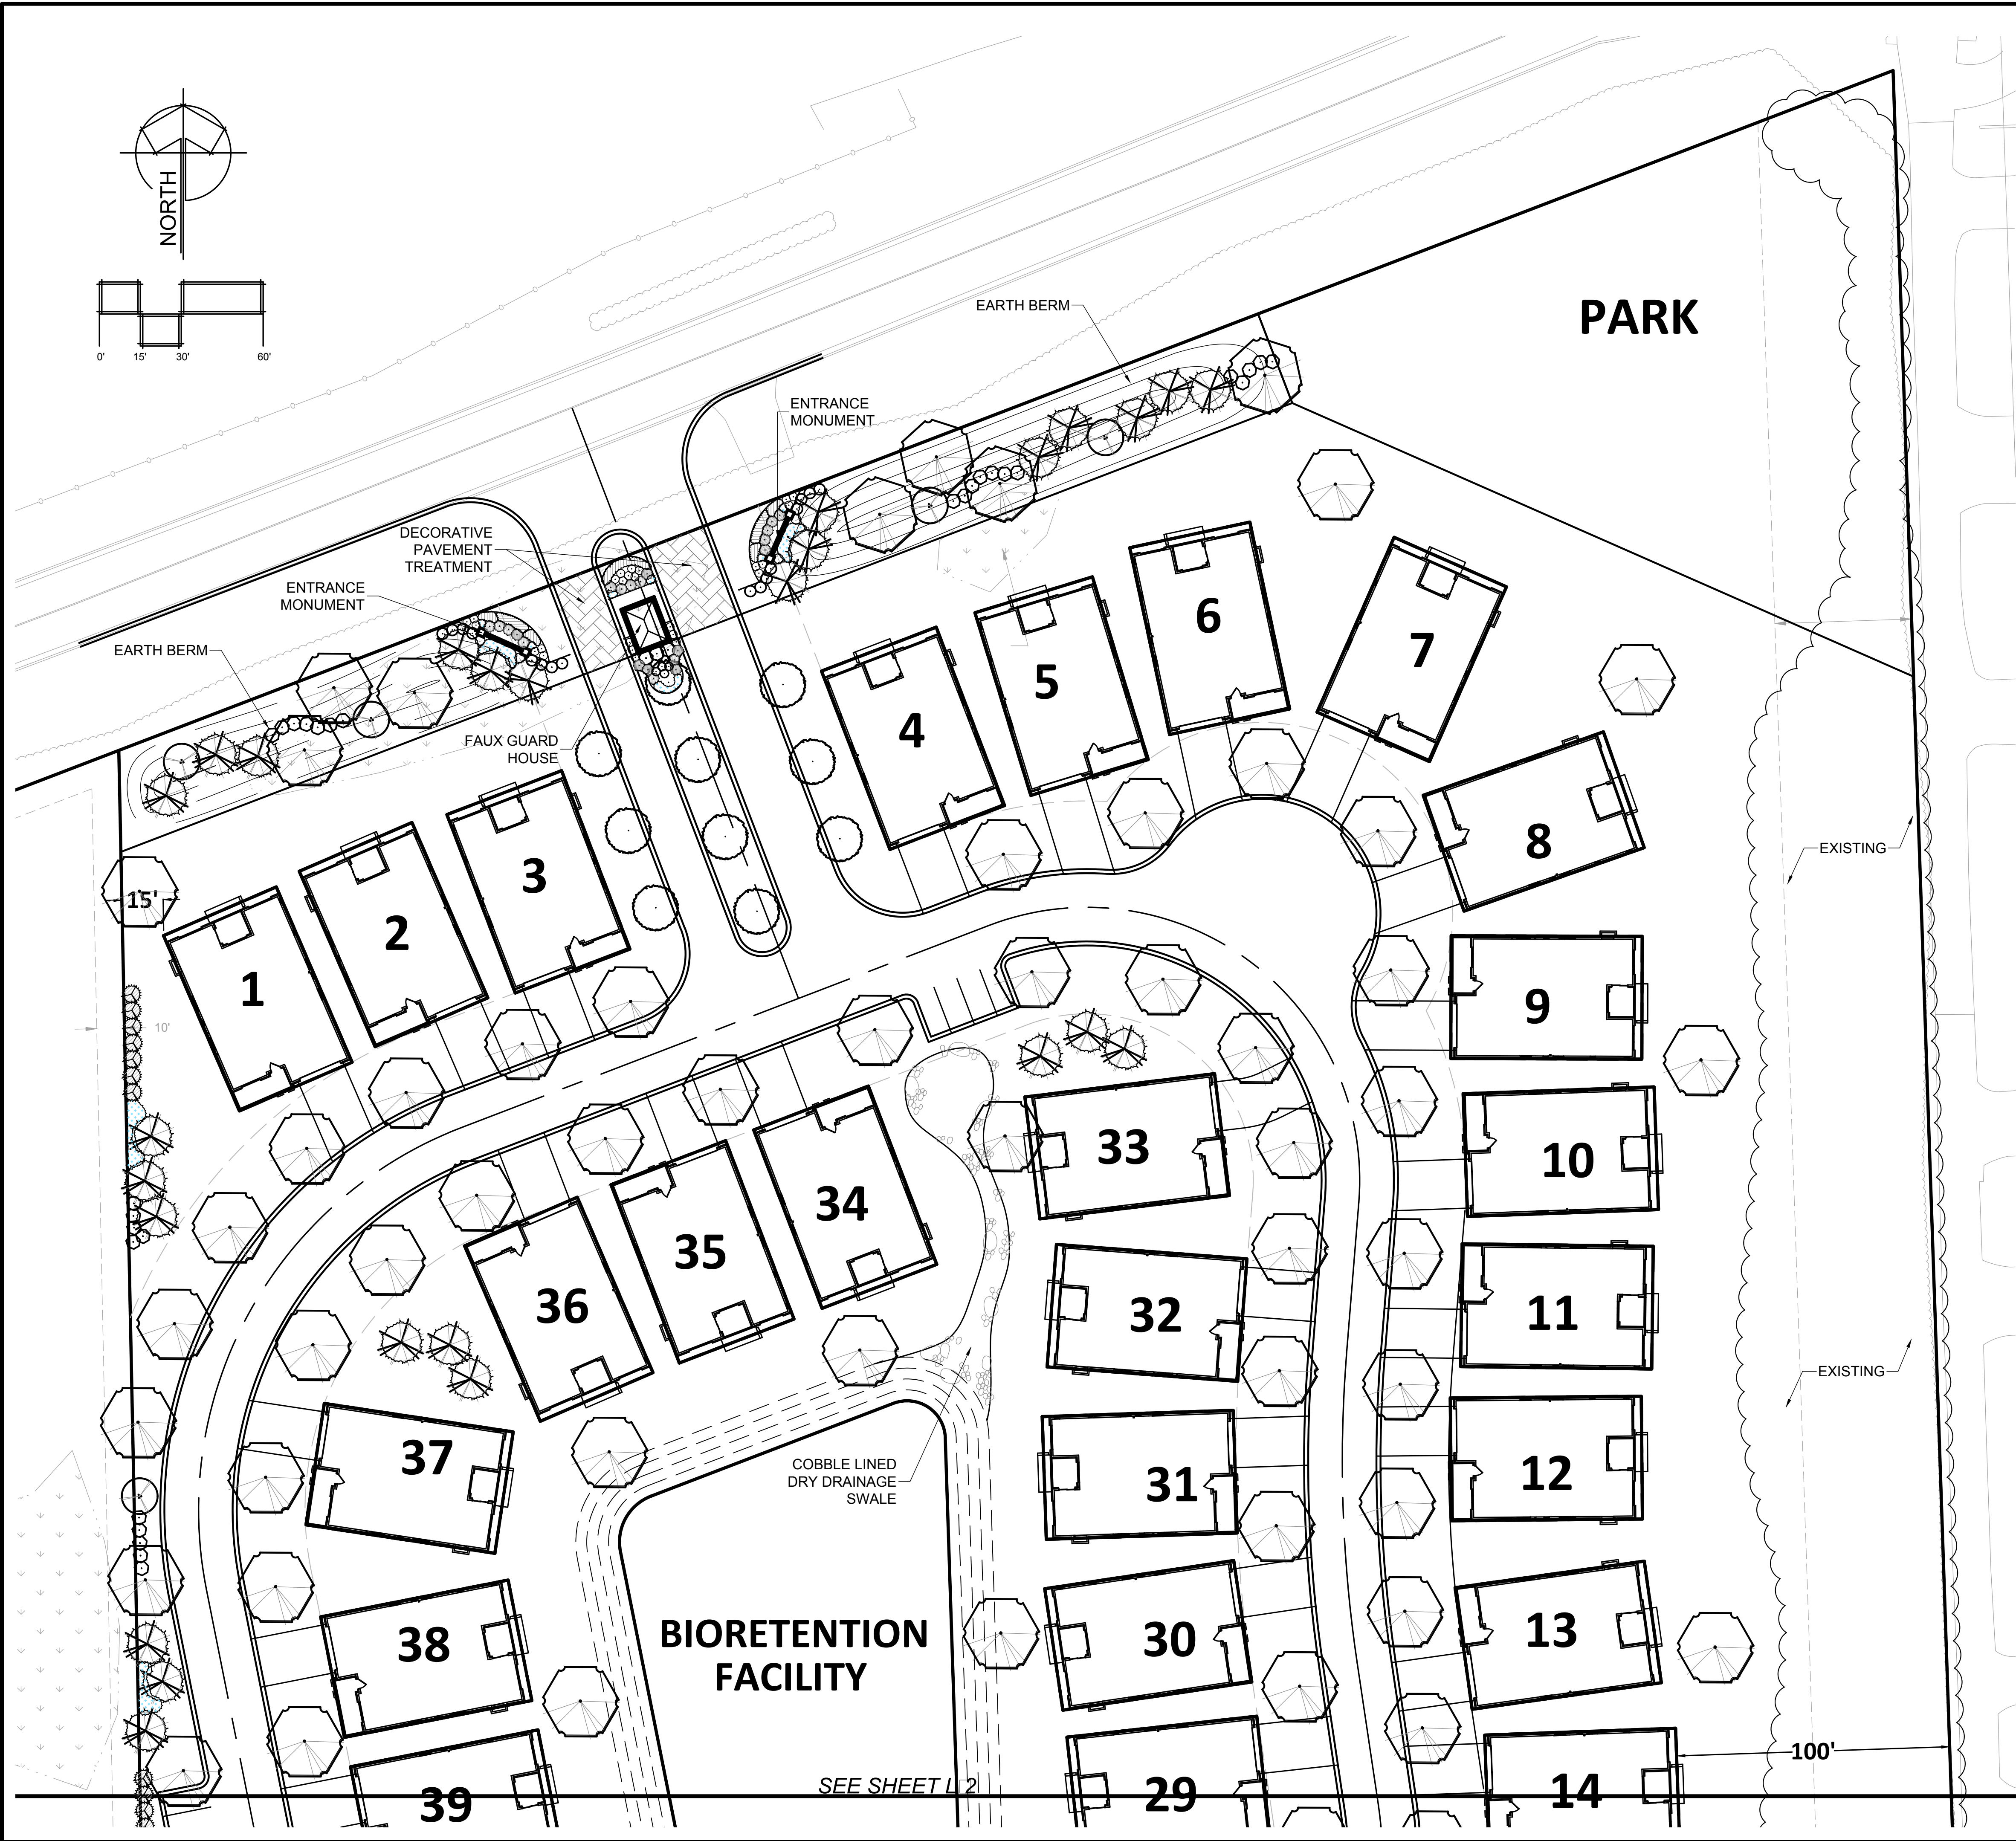 NORTH
0' 15' 30' 60'
PARK
EARTH BERM
ENTRANCE
MONUMENT
DECORATIVE
PAVEMENT
TREATMENT
ENTRANCE
MONUMENT
EARTH BERM
FAUX GUARD
HOUSE
6
7
5
4
8
EXISTING
3
15'
2
1
9
10'
33
10
34
35
36
32
11
EXISTING
37
COBBLE LINED
DRY DRAINAGE
SWALE
31
12
BIORETENTION
FACILITY
38
30
13
100'
SEE SHEET L 2
39
29
14